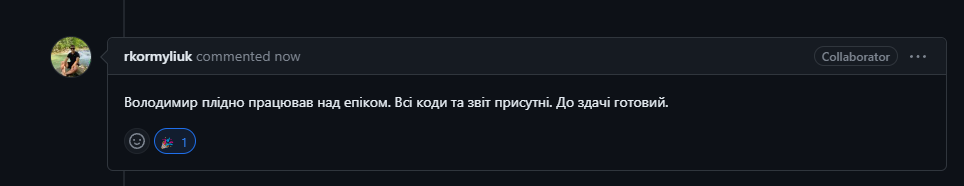 rkormyliuk commented now
Collaborator
Володимир плідно працював над епіком. Всі коди та звіт присутні. До здачі готовий.
1